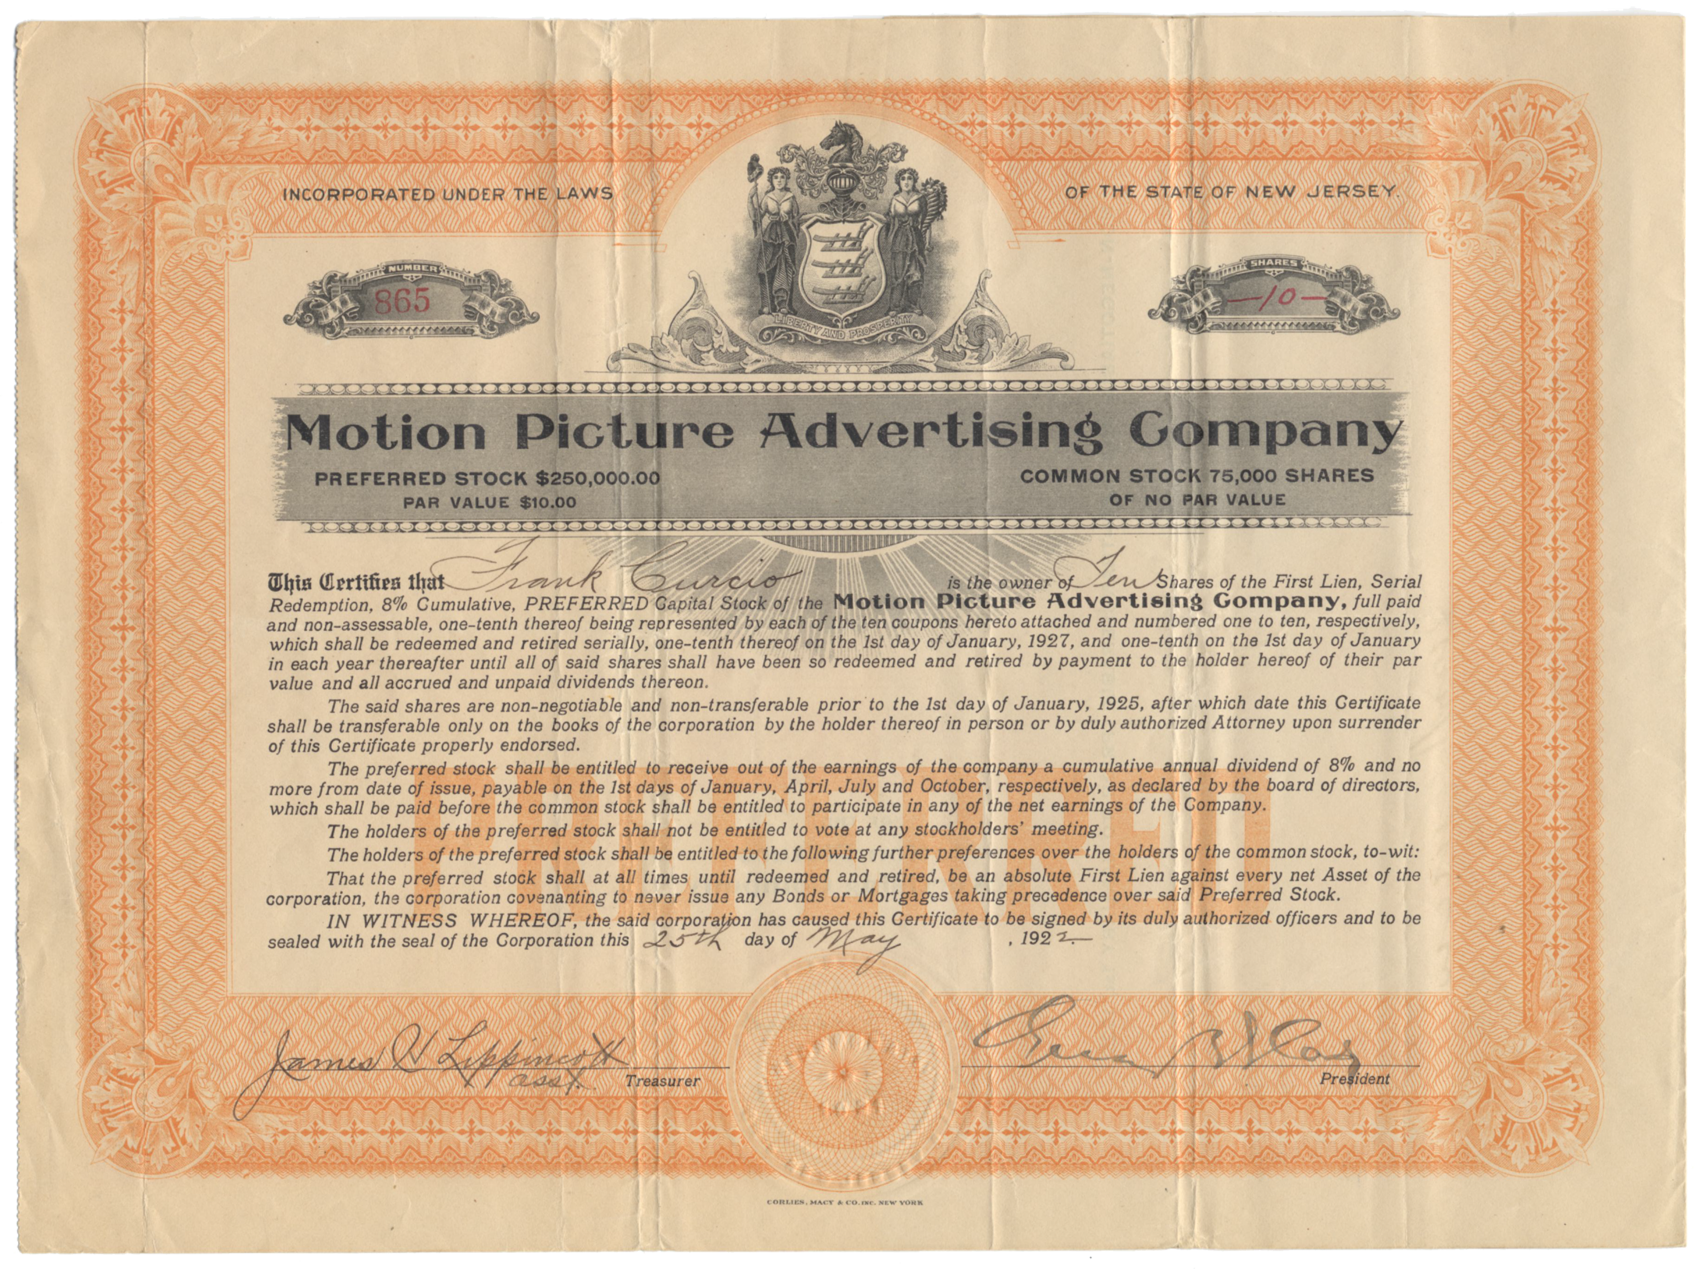 INCORPORATED UNDER THE LAWS
OF THE STATE OF NEW JERSEY.
NUMBER
865
SHARES
—10—
LIBERTY AND PROSPERITY
Motion Picture Advertising Company
PREFERRED STOCK $250,000.00
PAR VALUE $10.00
COMMON STOCK 75,000 SHARES
OF NO PAR VALUE
This Certifies that Frank Curcio is the owner of Ten Shares of the First Lien, Serial
Redemption, 8% Cumulative, PREFERRED Capital Stock of the Motion Picture Advertising Company, full paid
and non-assessable, one-tenth thereof being represented by each of the ten coupons hereto attached and numbered one to ten, respectively,
which shall be redeemed and retired serially, one-tenth thereof on the 1st day of January, 1927, and one-tenth on the 1st day of January
in each year thereafter until all of said shares shall have been so redeemed and retired by payment to the holder hereof of their par
value and all accrued and unpaid dividends thereon.
The said shares are non-negotiable and non-transferable prior to the 1st day of January, 1925, after which date this Certificate
shall be transferable only on the books of the corporation by the holder thereof in person or by duly authorized Attorney upon surrender
of this Certificate properly endorsed.
The preferred stock shall be entitled to receive out of the earnings of the company a cumulative annual dividend of 8% and no
more from date of issue, payable on the 1st days of January, April, July and October, respectively, as declared by the board of directors,
which shall be paid before the common stock shall be entitled to participate in any of the net earnings of the Company.
The holders of the preferred stock shall not be entitled to vote at any stockholders' meeting.
The holders of the preferred stock shall be entitled to the following further preferences over the holders of the common stock, to-wit:
That the preferred stock shall at all times until redeemed and retired, be an absolute First Lien against every net Asset of the
corporation, the corporation covenanting to never issue any Bonds or Mortgages taking precedence over said Preferred Stock.
IN WITNESS WHEREOF, the said corporation has caused this Certificate to be signed by its duly authorized officers and to be
sealed with the seal of the Corporation this 25th day of May, 1922
PREFERRED
James H Lippincott
asst. Treasurer
President
CORLIES, MACY & CO. INC. NEW YORK